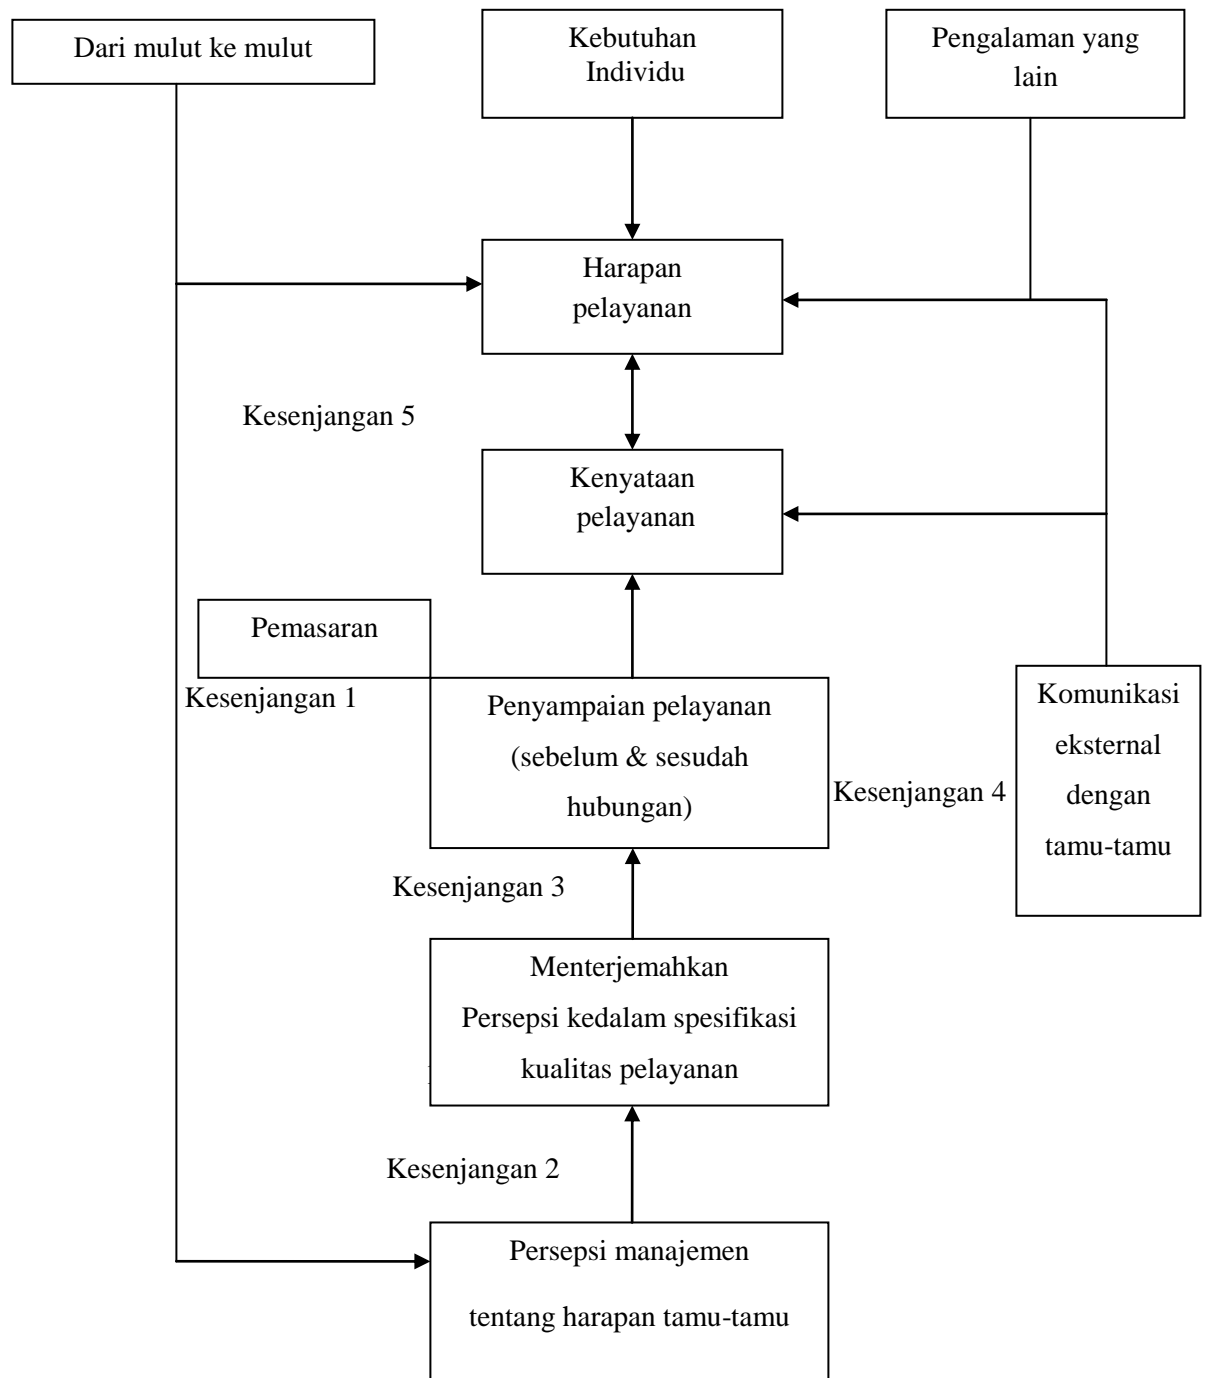 Dari mulut ke mulut
Kebutuhan
Individu
Pengalaman yang
lain
Harapan
pelayanan
Kesenjangan 5
Kenyataan
pelayanan
Pemasaran
Kesenjangan 1
Penyampaian pelayanan
(sebelum & sesudah
hubungan)
Kesenjangan 4
Komunikasi
eksternal
dengan
tamu-tamu
Kesenjangan 3
Menterjemahkan
Persepsi kedalam spesifikasi
kualitas pelayanan
Kesenjangan 2
Persepsi manajemen
tentang harapan tamu-tamu